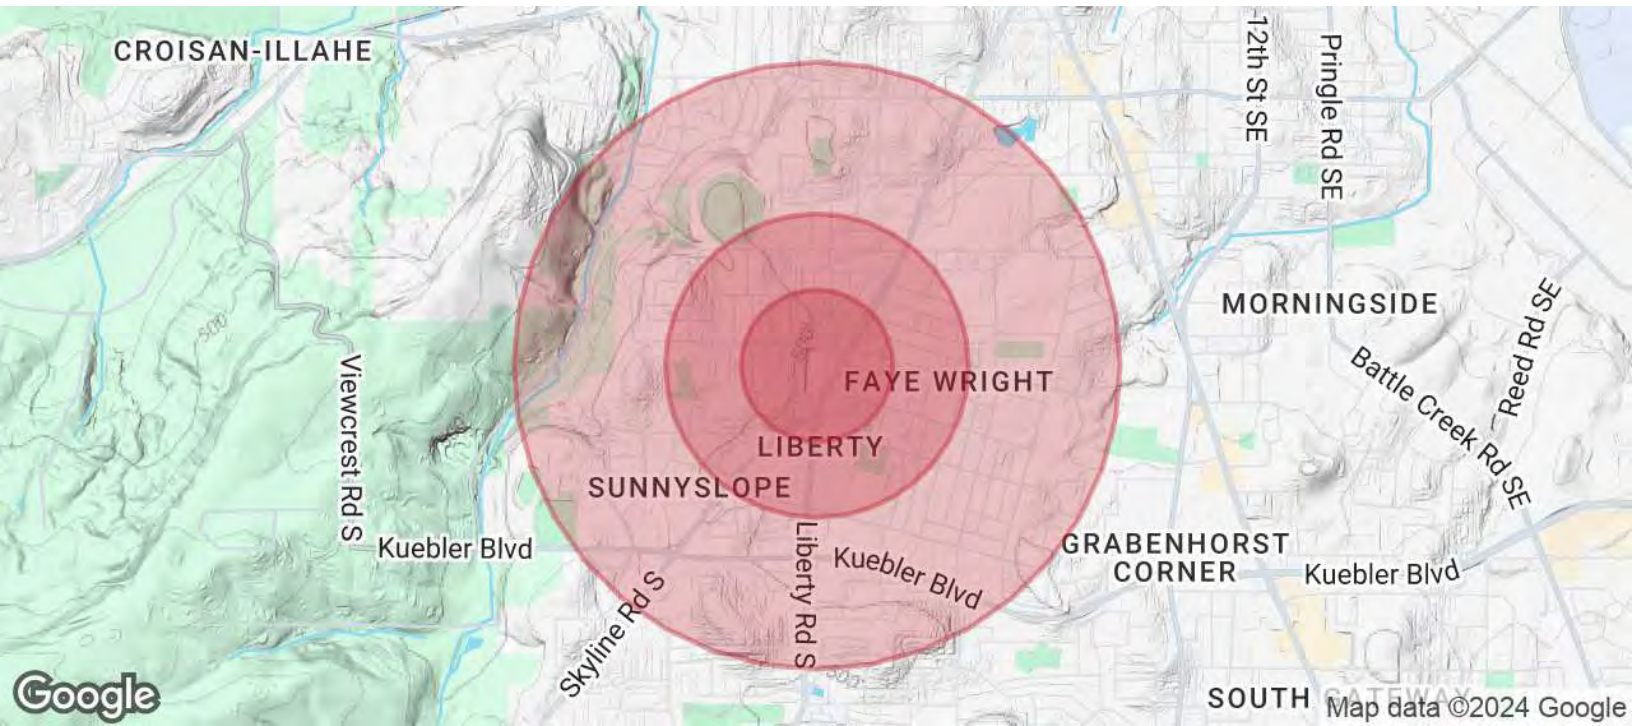 CROISAN-ILLAHE
12th St SE
Pringle Rd SE
MORNINGSIDE
Reed Rd SE
Battle Creek Rd SE
Viewcrest Rd S
FAYE WRIGHT
LIBERTY
SUNNYSLOPE
Kuebler Blvd
Liberty Rd S
Kuebler Blvd
GRABENHORST
CORNER
Kuebler Blvd
Skyline Rd S
500
SOUTH GATEWAY
Google
Map data ©2024 Google